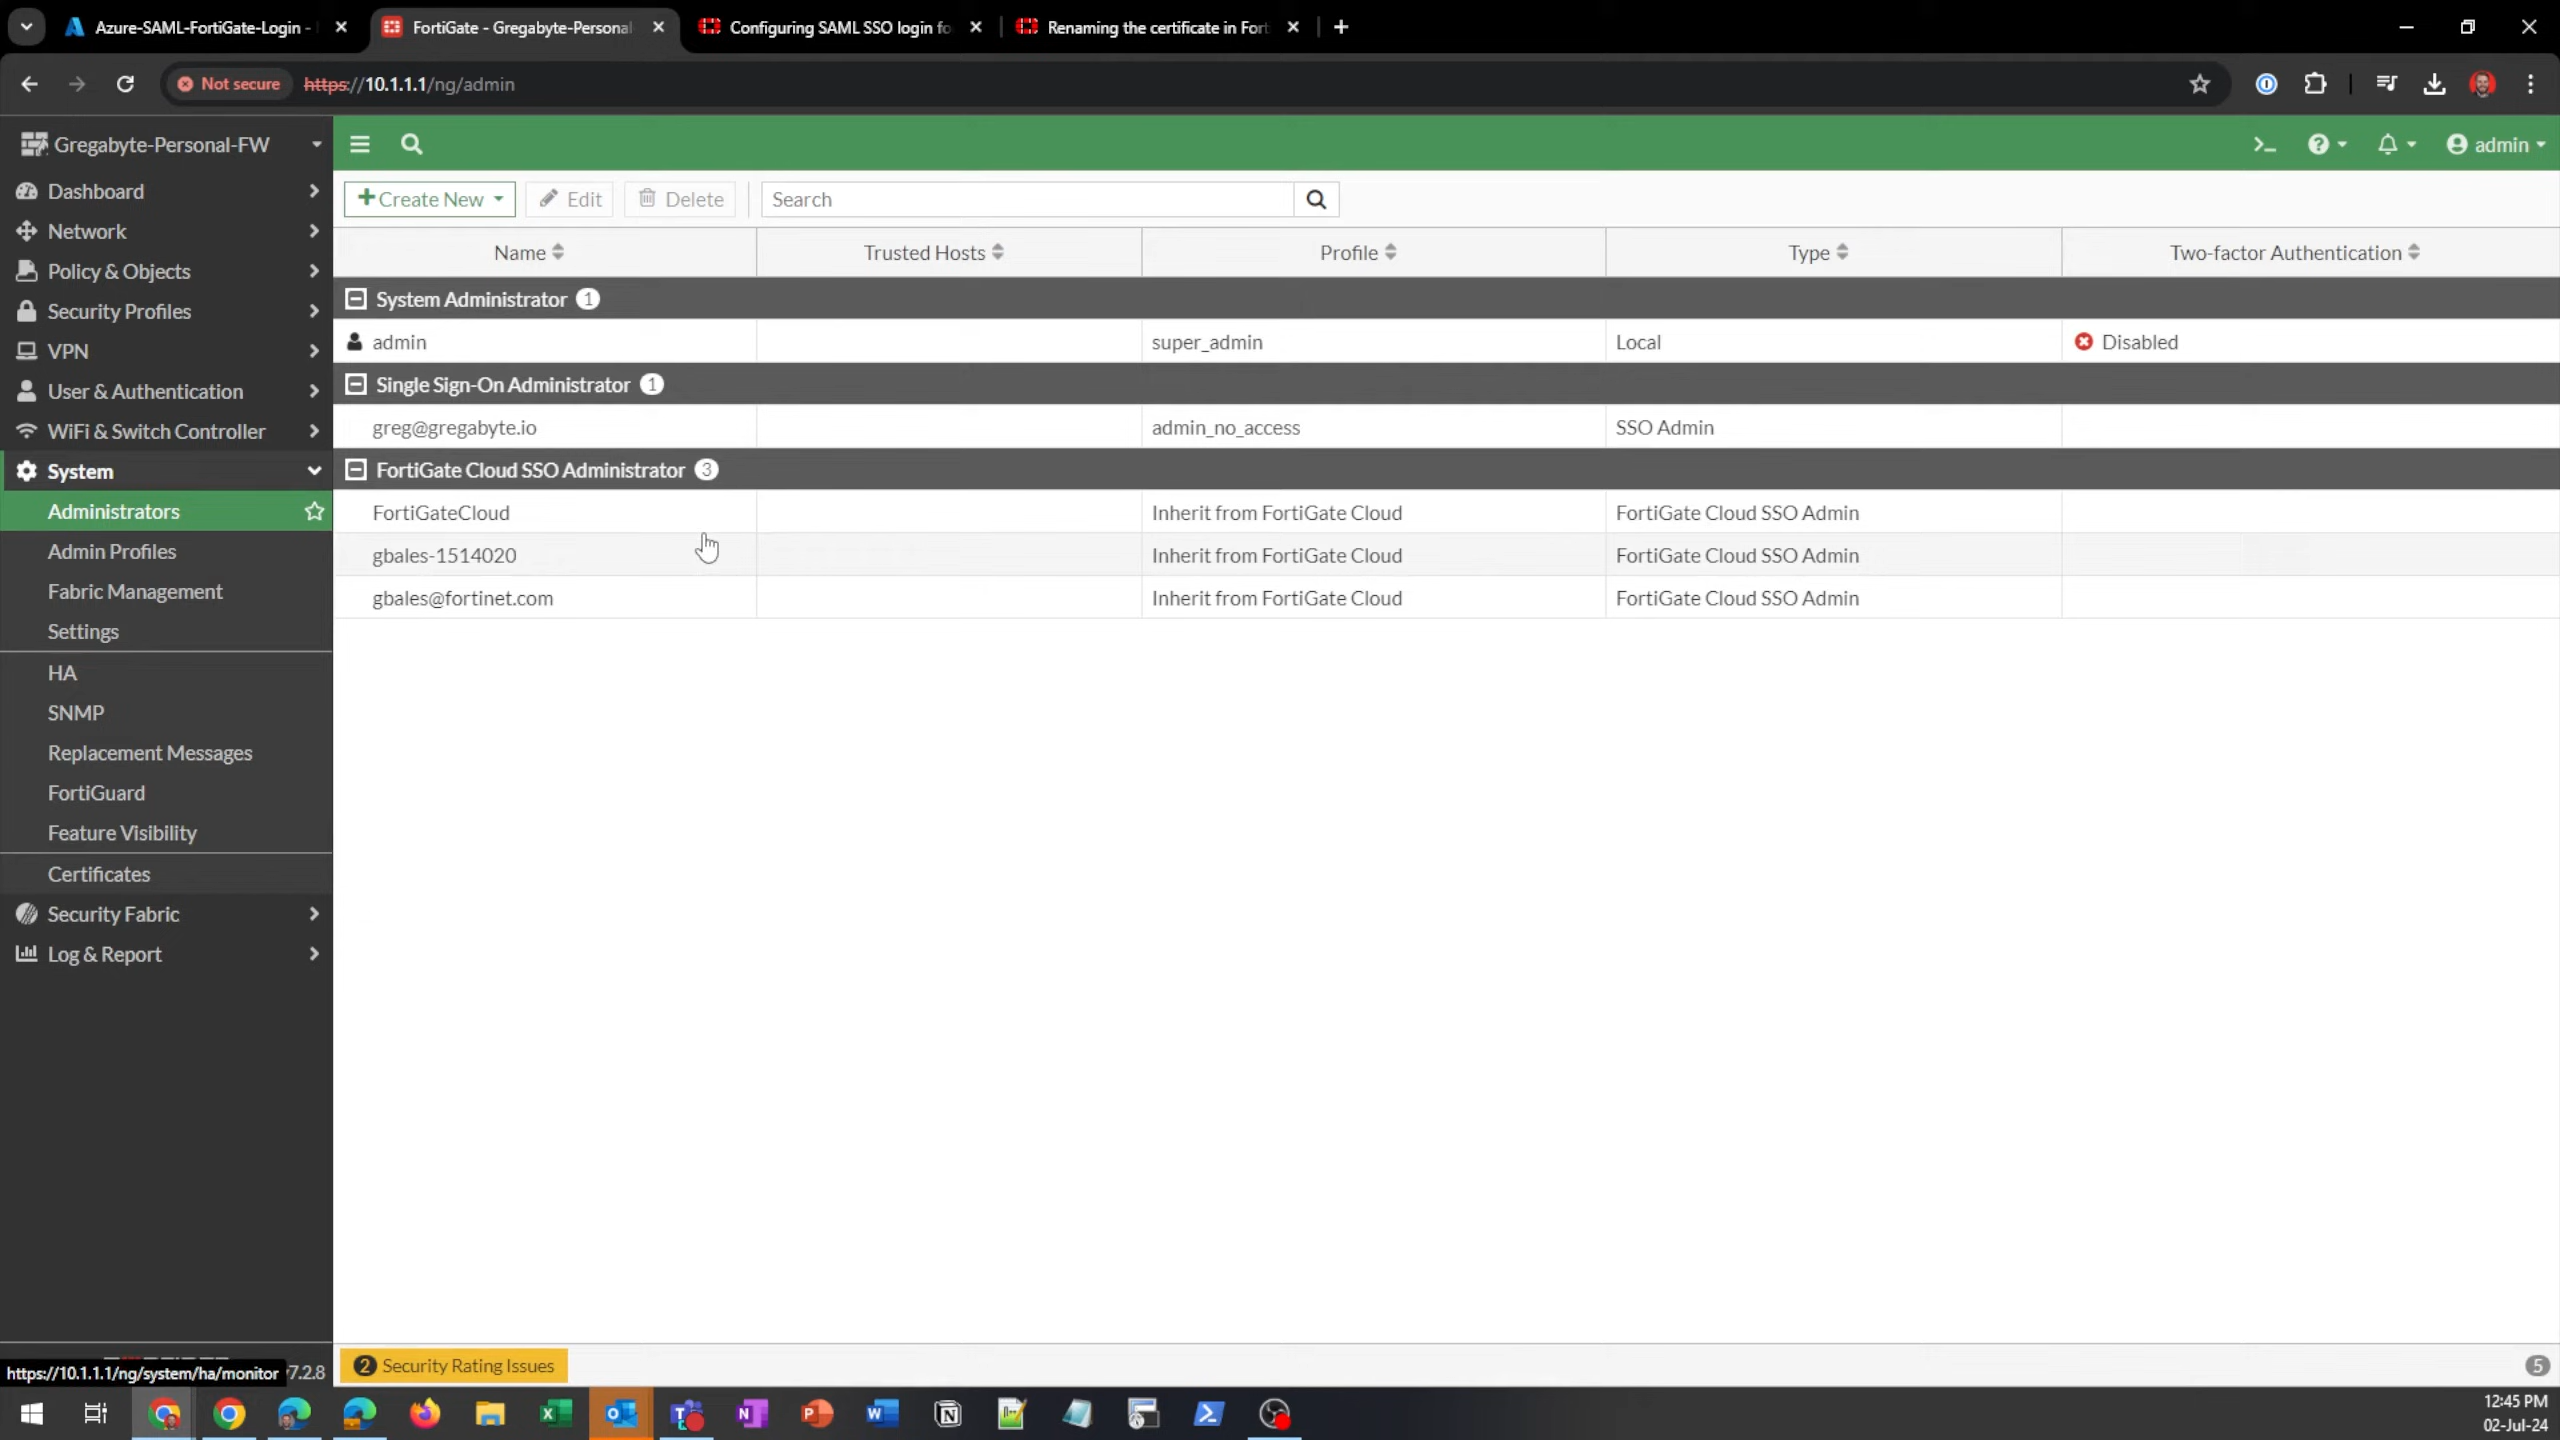 Azure-SAML-FortiGate-Login -
FortiGate - Gregabyte-Personal
Configuring SAML SSO login fo
Renaming the certificate in Fort
Not secure
https://10.1.1.1/ng/admin
Gregabyte-Personal-FW
admin
Dashboard
Network
Policy & Objects
Security Profiles
VPN
User & Authentication
WiFi & Switch Controller
System
Administrators
Admin Profiles
Fabric Management
Settings
HA
SNMP
Replacement Messages
FortiGuard
Feature Visibility
Certificates
Security Fabric
Log & Report
Create New
Edit
Delete
Search
Name
Trusted Hosts
Profile
Type
Two-factor Authentication
System Administrator 1
admin super_admin Local Disabled
Single Sign-On Administrator 1
greg@gregabyte.io admin_no_access SSO Admin
FortiGate Cloud SSO Administrator 3
FortiGateCloud Inherit from FortiGate Cloud FortiGate Cloud SSO Admin
gbales-1514020 Inherit from FortiGate Cloud FortiGate Cloud SSO Admin
gbales@fortinet.com Inherit from FortiGate Cloud FortiGate Cloud SSO Admin
https://10.1.1.1/ng/system/ha/monitor
7.2.8
2 Security Rating Issues
5
12:45 PM
02-Jul-24